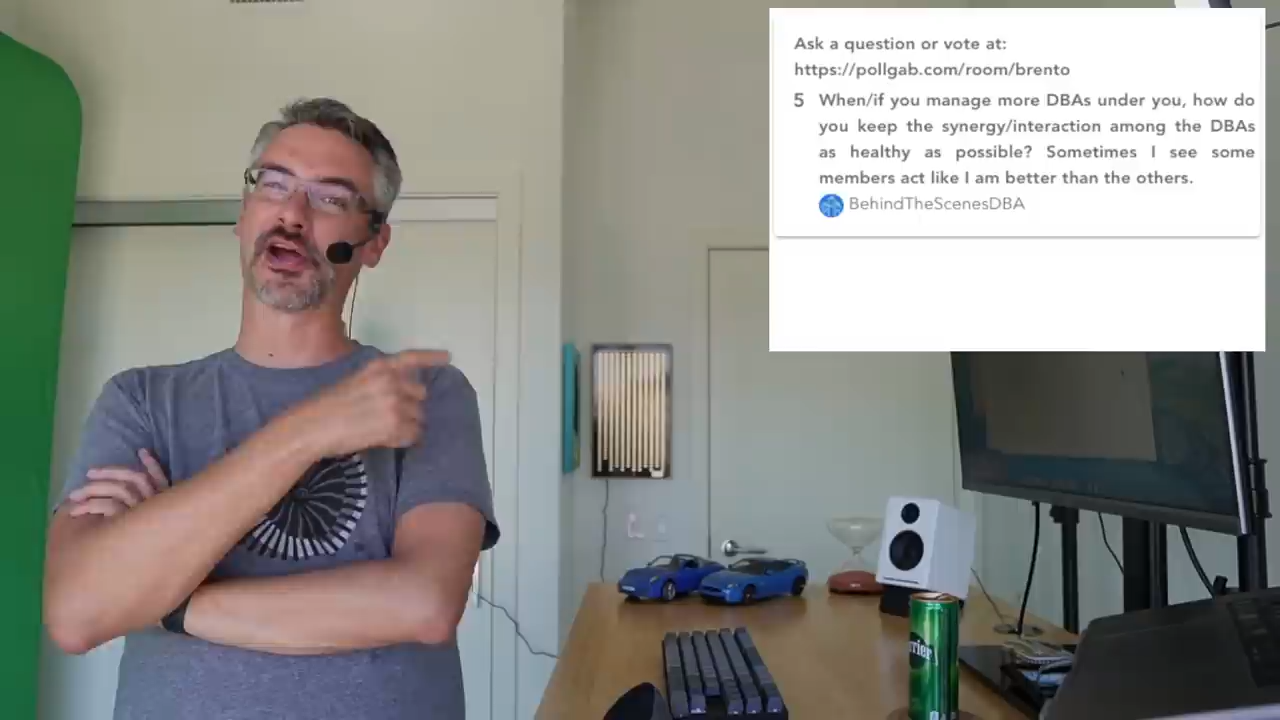 Ask a question or vote at:
https://pollgab.com/room/brento
5 When/if you manage more DBAs under you, how do
you keep the synergy/interaction among the DBAs
as healthy as possible? Sometimes I see some
members act like I am better than the others.
BehindTheScenesDBA
rrier